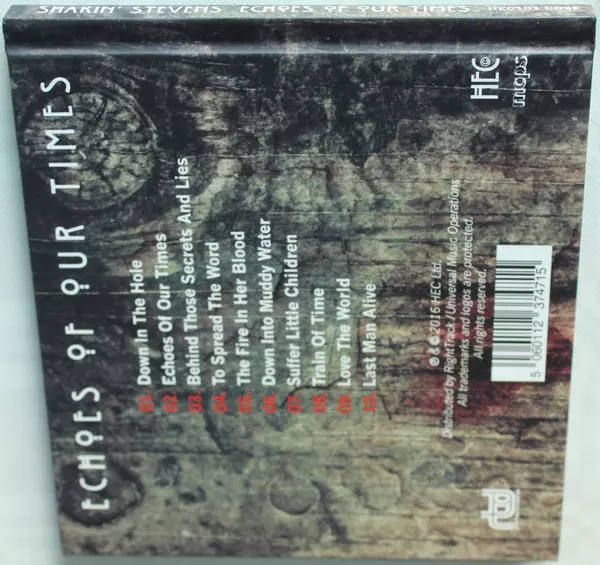 SHAKIN' STEVENS ECHOES OF OUR TIMES
ECHOES OF OUR TIMES
01. Down In The Hole
02. Echoes Of Our Times
03. Behind Those Secrets And Lies
04. To Spread The Word
05. The Fire In Her Blood
06. Down Into Muddy Water
07. Suffer Little Children
08. Train Of Time
09. Love The World
10. Last Man Alive
HEC
mcps
℗ & © 2016 HEC Ltd.
Distributed by RightTrack / Universal Music Operations
All trademarks and logos are protected.
All rights reserved.
5 060112 374715